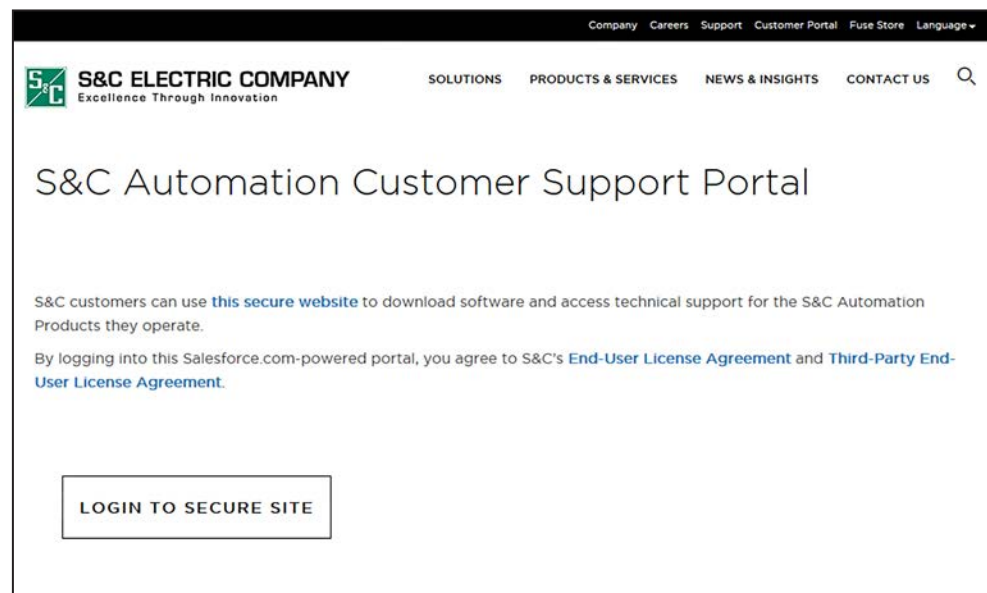 Company Careers Support Customer Portal Fuse Store Language
S&C ELECTRIC COMPANY
Excellence Through Innovation
SOLUTIONS PRODUCTS & SERVICES NEWS & INSIGHTS CONTACT US
S&C Automation Customer Support Portal
S&C customers can use this secure website to download software and access technical support for the S&C Automation
Products they operate.
By logging into this Salesforce.com-powered portal, you agree to S&C's End-User License Agreement and Third-Party End-
User License Agreement.
LOGIN TO SECURE SITE